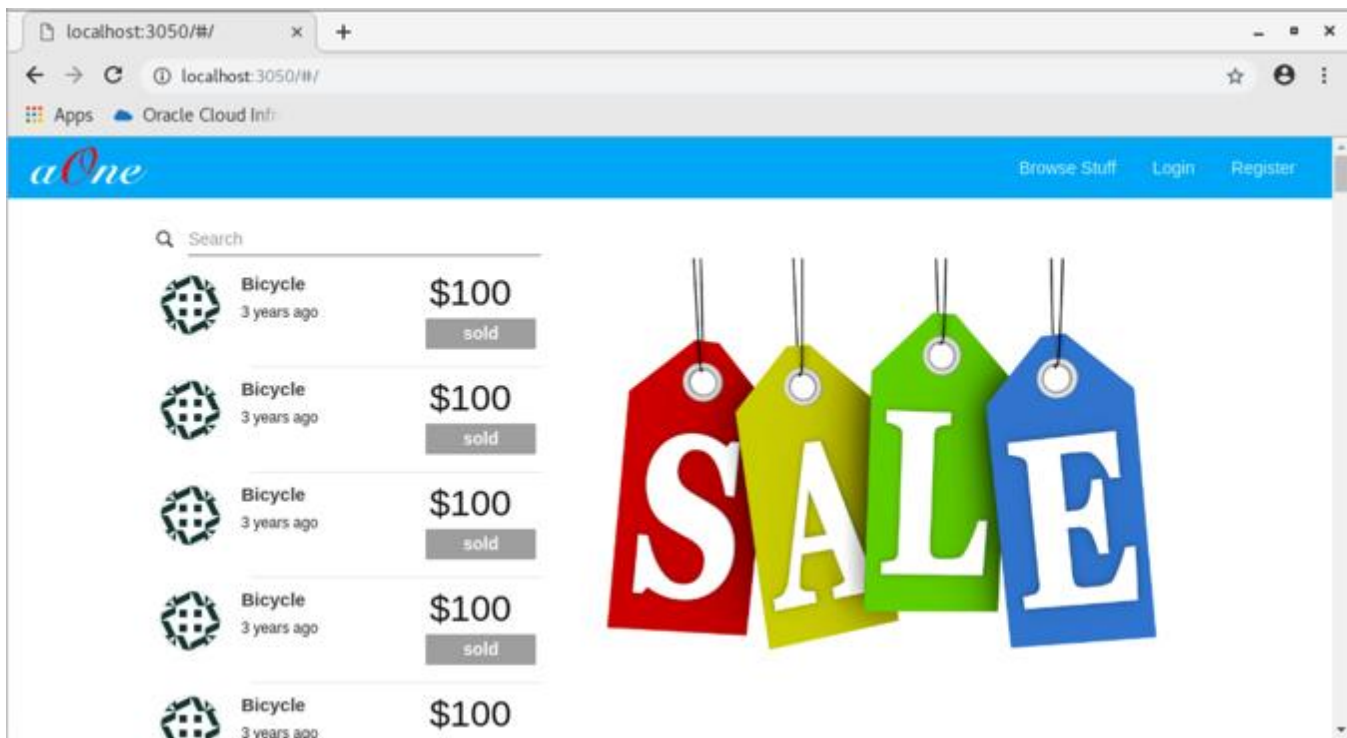 localhost:3050/#/
localhost:3050/#/
Apps Oracle Cloud Infr
aOne
Browse Stuff Login Register
Search
Bicycle $100
3 years ago
sold
Bicycle $100
3 years ago
sold
Bicycle $100
3 years ago
sold
Bicycle $100
3 years ago
sold
Bicycle $100
3 years ago
SALE